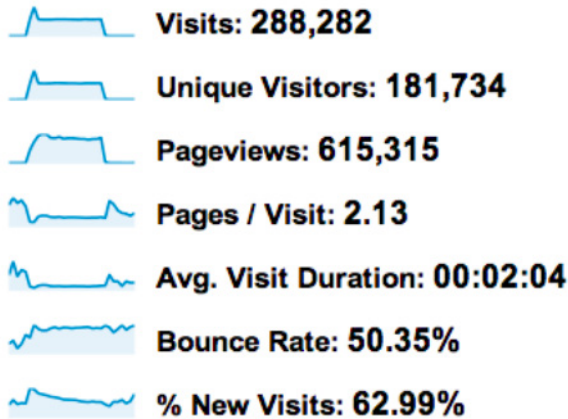 Visits: 288,282
Unique Visitors: 181,734
Pageviews: 615,315
Pages / Visit: 2.13
Avg. Visit Duration: 00:02:04
Bounce Rate: 50.35%
% New Visits: 62.99%